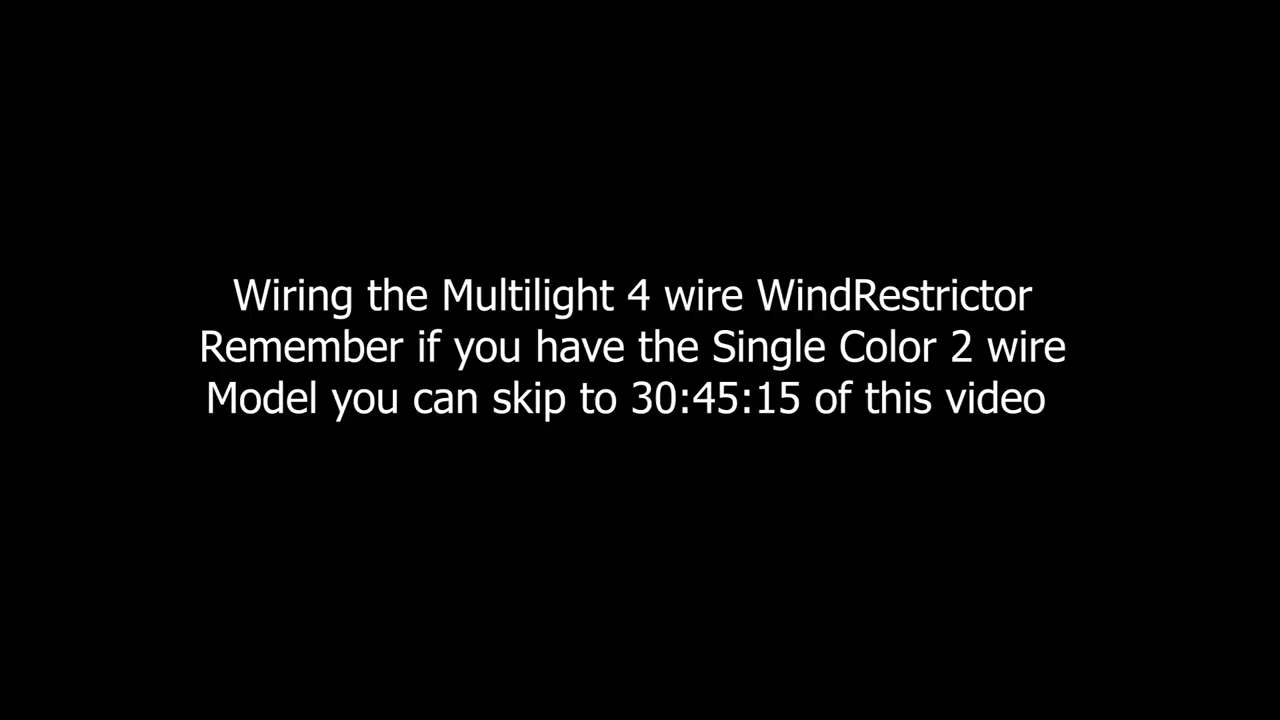 Wiring the Multilight 4 wire WindRestrictor
Remember if you have the Single Color 2 wire
Model you can skip to 30:45:15 of this video